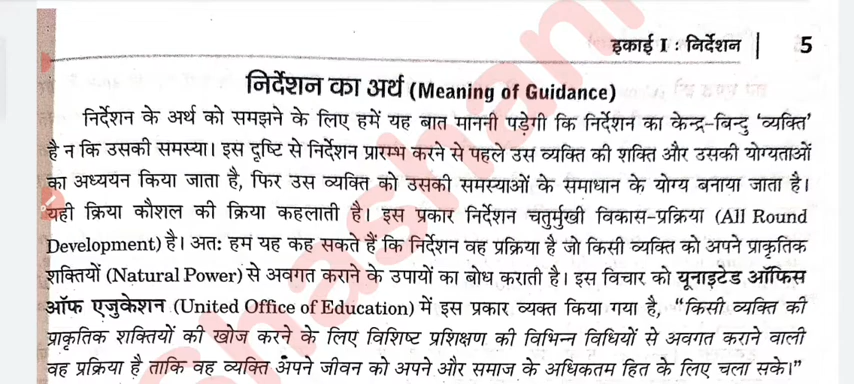 इकाई I : निर्देशन | 5
निर्देशन का अर्थ (Meaning of Guidance)
निर्देशन के अर्थ को समझने के लिए हमें यह बात माननी पड़ेगी कि निर्देशन का केन्द्र-बिन्दु ‘व्यक्ति’
है न कि उसकी समस्या। इस दृष्टि से निर्देशन प्रारम्भ करने से पहले उस व्यक्ति की शक्ति और उसकी योग्यताओं
का अध्ययन किया जाता है, फिर उस व्यक्ति को उसकी समस्याओं के समाधान के योग्य बनाया जाता है।
यही क्रिया कौशल की क्रिया कहलाती है। इस प्रकार निर्देशन चतुर्मुखी विकास-प्रक्रिया (All Round
Development) है। अतः हम यह कह सकते हैं कि निर्देशन वह प्रक्रिया है जो किसी व्यक्ति को अपने प्राकृतिक
शक्तियों (Natural Power) से अवगत कराने के उपायों का बोध कराती है। इस विचार को यूनाइटेड ऑफिस
ऑफ एजुकेशन (United Office of Education) में इस प्रकार व्यक्त किया गया है, “किसी व्यक्ति की
प्राकृतिक शक्तियों की खोज करने के लिए विशिष्ट प्रशिक्षण की विभिन्न विधियों से अवगत कराने वाली
वह प्रक्रिया है ताकि वह व्यक्ति अपने जीवन को अपने और समाज के अधिकतम हित के लिए चला सके।”